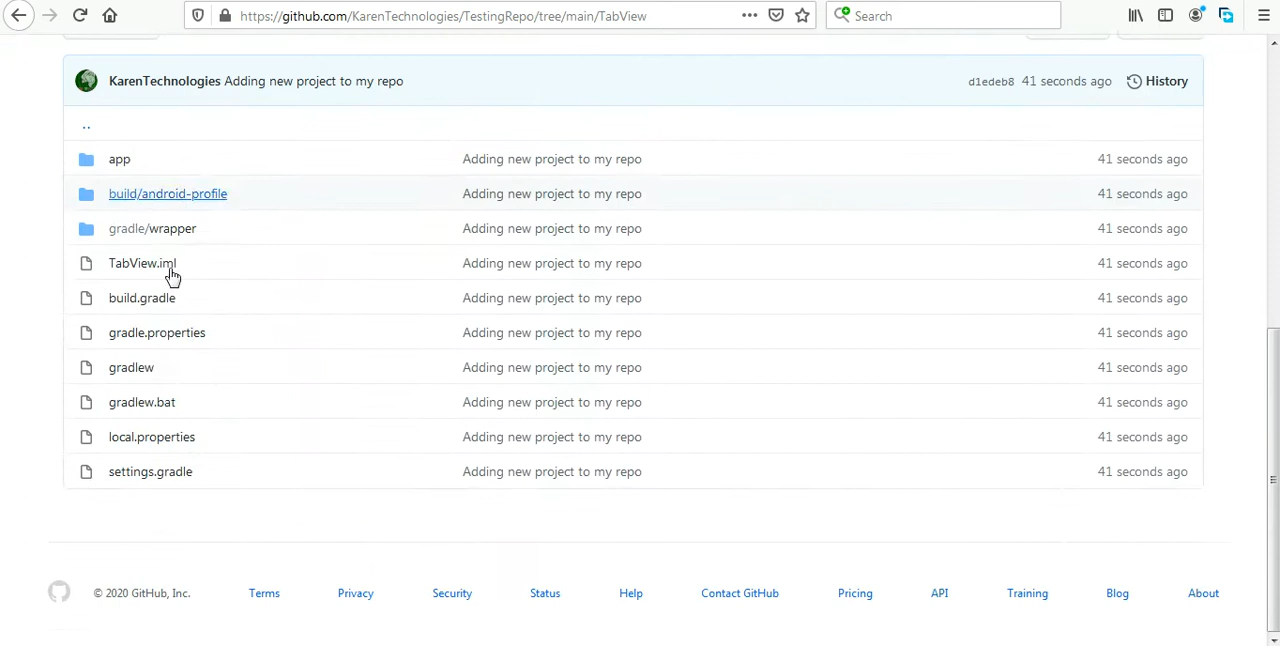 https://github.com/KarenTechnologies/TestingRepo/tree/main/TabView
Search
KarenTechnologies Adding new project to my repo d1edeb8 41 seconds ago History
..
app Adding new project to my repo 41 seconds ago
build/android-profile Adding new project to my repo 41 seconds ago
gradle/wrapper Adding new project to my repo 41 seconds ago
TabView.iml Adding new project to my repo 41 seconds ago
build.gradle Adding new project to my repo 41 seconds ago
gradle.properties Adding new project to my repo 41 seconds ago
gradlew Adding new project to my repo 41 seconds ago
gradlew.bat Adding new project to my repo 41 seconds ago
local.properties Adding new project to my repo 41 seconds ago
settings.gradle Adding new project to my repo 41 seconds ago
© 2020 GitHub, Inc. Terms Privacy Security Status Help Contact GitHub Pricing API Training Blog About